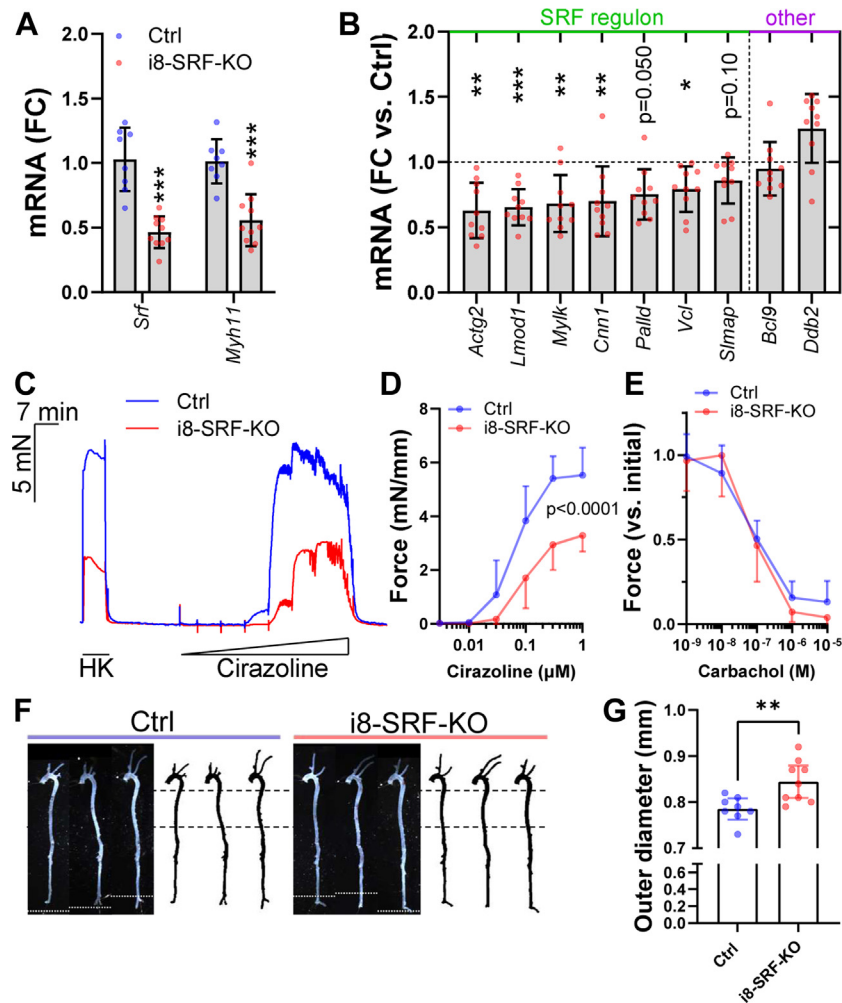 A
2.0
1.5
1.0
0.5
0.0
mRNA (FC)
Ctrl
i8-SRF-KO
***
***
Srf
Myh11
B
SRF regulon
other
2.0
1.5
1.0
0.5
0.0
mRNA (FC vs. Ctrl)
**
***
**
**
p=0.050
*
p=0.10
Actg2
Lmod1
Mylk
Cnn1
Palld
Vcl
Slmap
Bcl9
Ddb2
C
7 min
5 mN
Ctrl
i8-SRF-KO
HK
Cirazoline
D
Ctrl
i8-SRF-KO
8
6
4
2
0
Force (mN/mm)
p<0.0001
0.01
0.1
1
Cirazoline (µM)
E
Ctrl
i8-SRF-KO
1.0
0.5
0.0
Force (vs. initial)
10⁻⁹
10⁻⁸
10⁻⁷
10⁻⁶
10⁻⁵
Carbachol (M)
F
Ctrl
i8-SRF-KO
G
**
1.0
0.9
0.8
0.7
0.6
0.4
0.2
0.0
Outer diameter (mm)
Ctrl
i8-SRF-KO